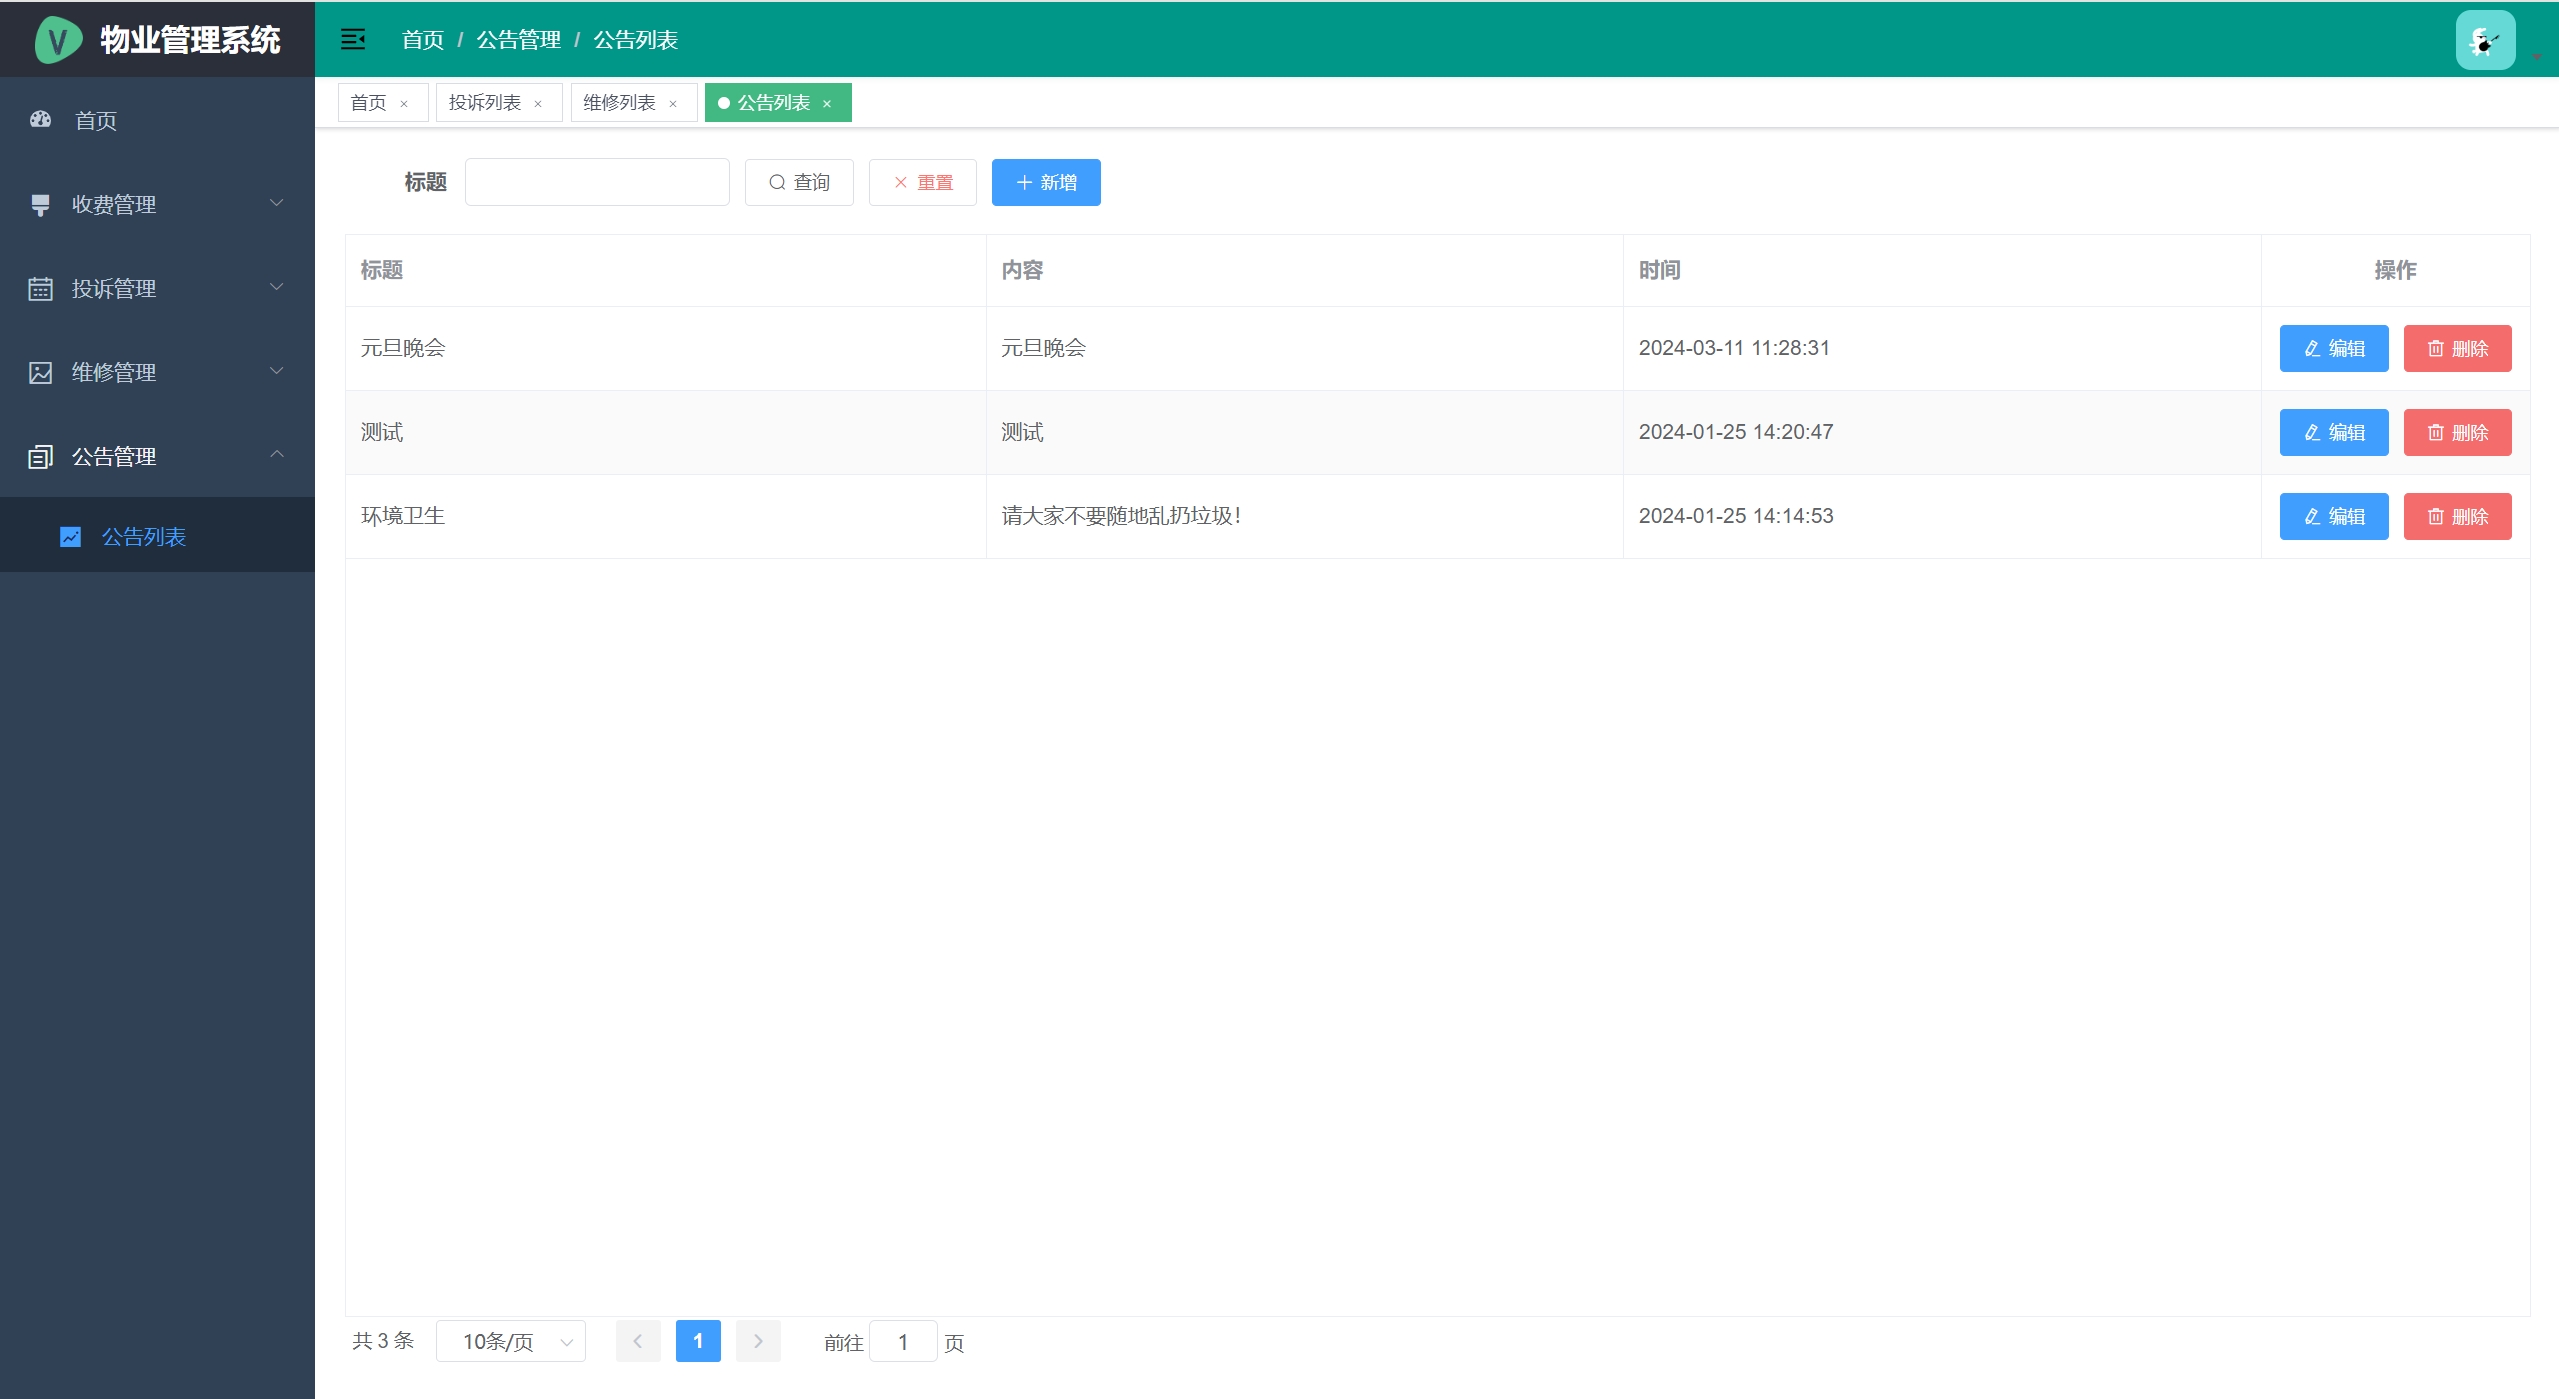 物业管理系统
首页 / 公告管理 / 公告列表
首页
收费管理
投诉管理
维修管理
公告管理
公告列表
首页 × 投诉列表 × 维修列表 × 公告列表 ×
标题 查询 重置 新增
标题 内容 时间 操作
元旦晚会 元旦晚会 2024-03-11 11:28:31 编辑 删除
测试 测试 2024-01-25 14:20:47 编辑 删除
环境卫生 请大家不要随地乱扔垃圾！ 2024-01-25 14:14:53 编辑 删除
共 3 条 10条/页 1 前往 1 页